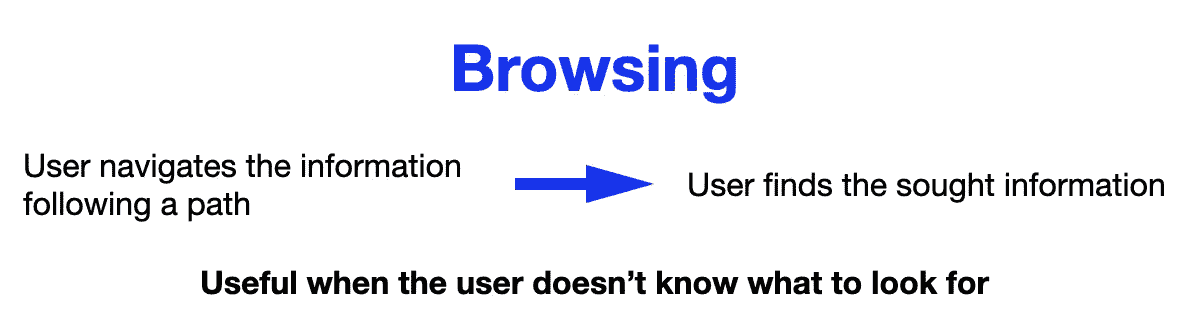 Browsing
User navigates the information
following a path
User finds the sought information
Useful when the user doesn’t know what to look for